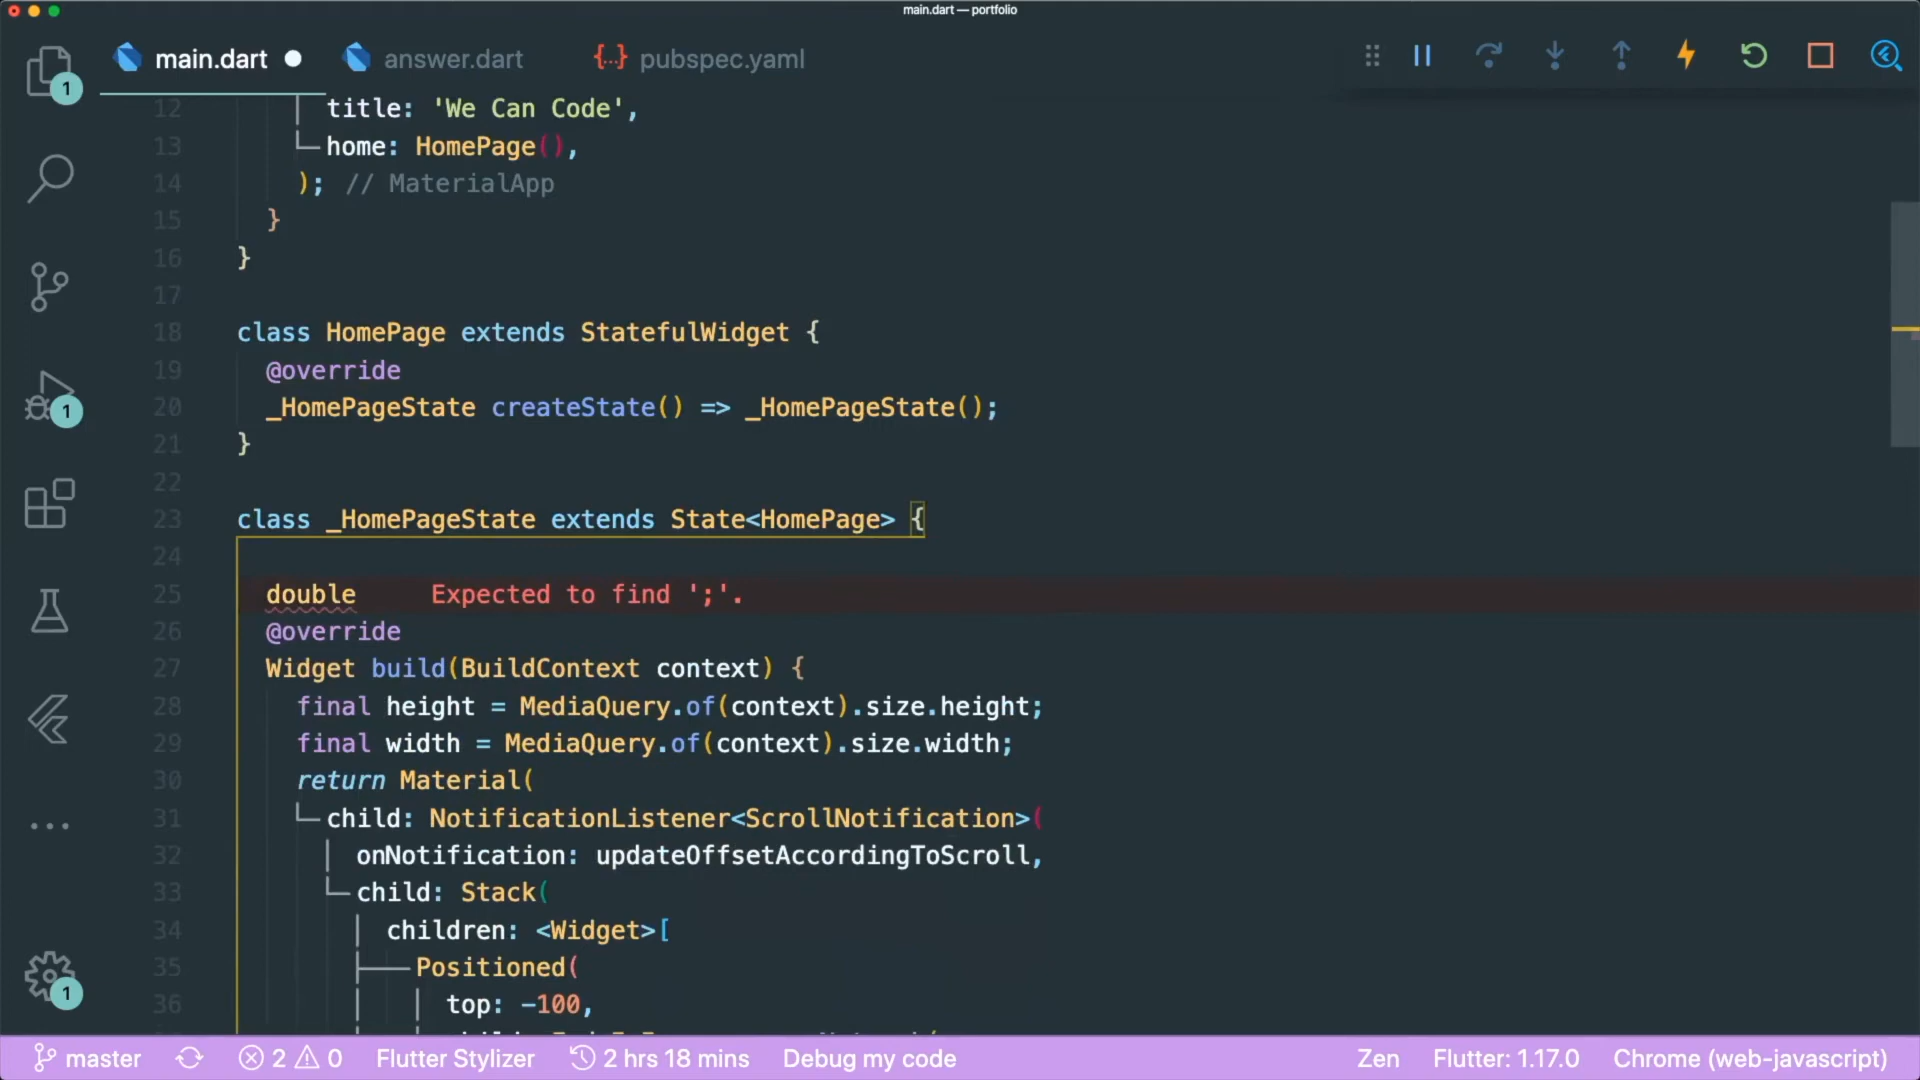 main.dart — portfolio
main.dart
answer.dart
pubspec.yaml
12 title: 'We Can Code',
13 home: HomePage(),
14 ); // MaterialApp
15 }
16 }
17
18 class HomePage extends StatefulWidget {
19 @override
20 _HomePageState createState() => _HomePageState();
21 }
22
23 class _HomePageState extends State<HomePage> {
24
25 double Expected to find ';'.
26 @override
27 Widget build(BuildContext context) {
28 final height = MediaQuery.of(context).size.height;
29 final width = MediaQuery.of(context).size.width;
30 return Material(
31 child: NotificationListener<ScrollNotification>(
32 onNotification: updateOffsetAccordingToScroll,
33 child: Stack(
34 children: <Widget>[
35 Positioned(
36 top: -100,
1
1
1
master
2 0
Flutter Stylizer
2 hrs 18 mins
Debug my code
Zen
Flutter: 1.17.0
Chrome (web-javascript)